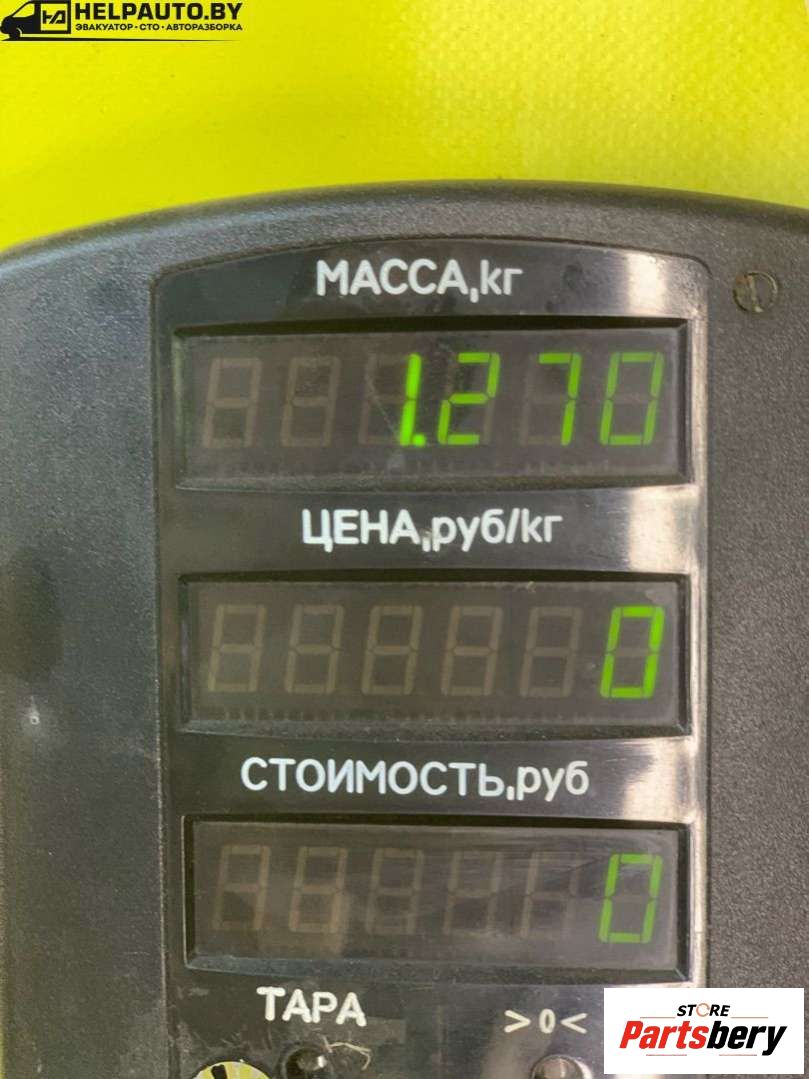 HELPAUTO.BY
ЭВАКУАТОР • СТО • АВТОРАЗБОРКА
МАССА,кг
1.270
ЦЕНА,руб/кг
0
СТОИМОСТЬ,руб
0
ТАРА >0<
STORE
Partsbery